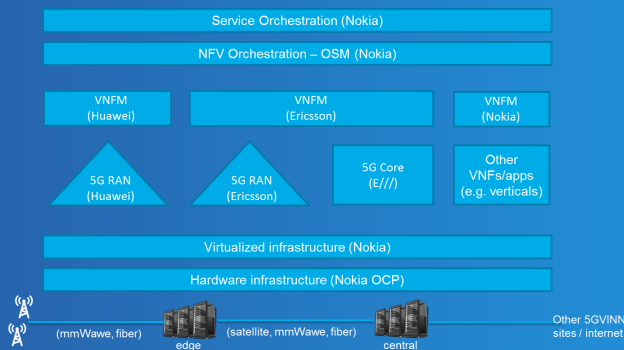 Service Orchestration (Nokia)
NFV Orchestration – OSM (Nokia)
VNFM
(Huawei)
VNFM
(Ericsson)
VNFM
(Nokia)
5G RAN
(Huawei)
5G RAN
(Ericsson)
5G Core
(E///)
Other
VNFs/apps
(e.g. verticals)
Virtualized infrastructure (Nokia)
Hardware infrastructure (Nokia OCP)
(mmWawe, fiber)
edge
(satellite, mmWawe, fiber)
central
Other 5GVINN
sites / internet